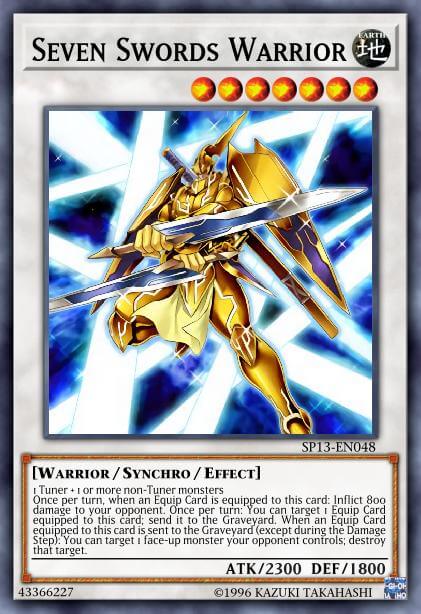 SEVEN SWORDS WARRIOR
EARTH
地
SP13-EN048
[WARRIOR / SYNCHRO / EFFECT]
1 Tuner + 1 or more non-Tuner monsters
Once per turn, when an Equip Card is equipped to this card: Inflict 800
damage to your opponent. Once per turn: You can target 1 Equip Card
equipped to this card; send it to the Graveyard. When an Equip Card
equipped to this card is sent to the Graveyard (except during the Damage
Step): You can target 1 face-up monster your opponent controls; destroy
that target.
ATK/2300 DEF/1800
43366227
©1996 KAZUKI TAKAHASHI